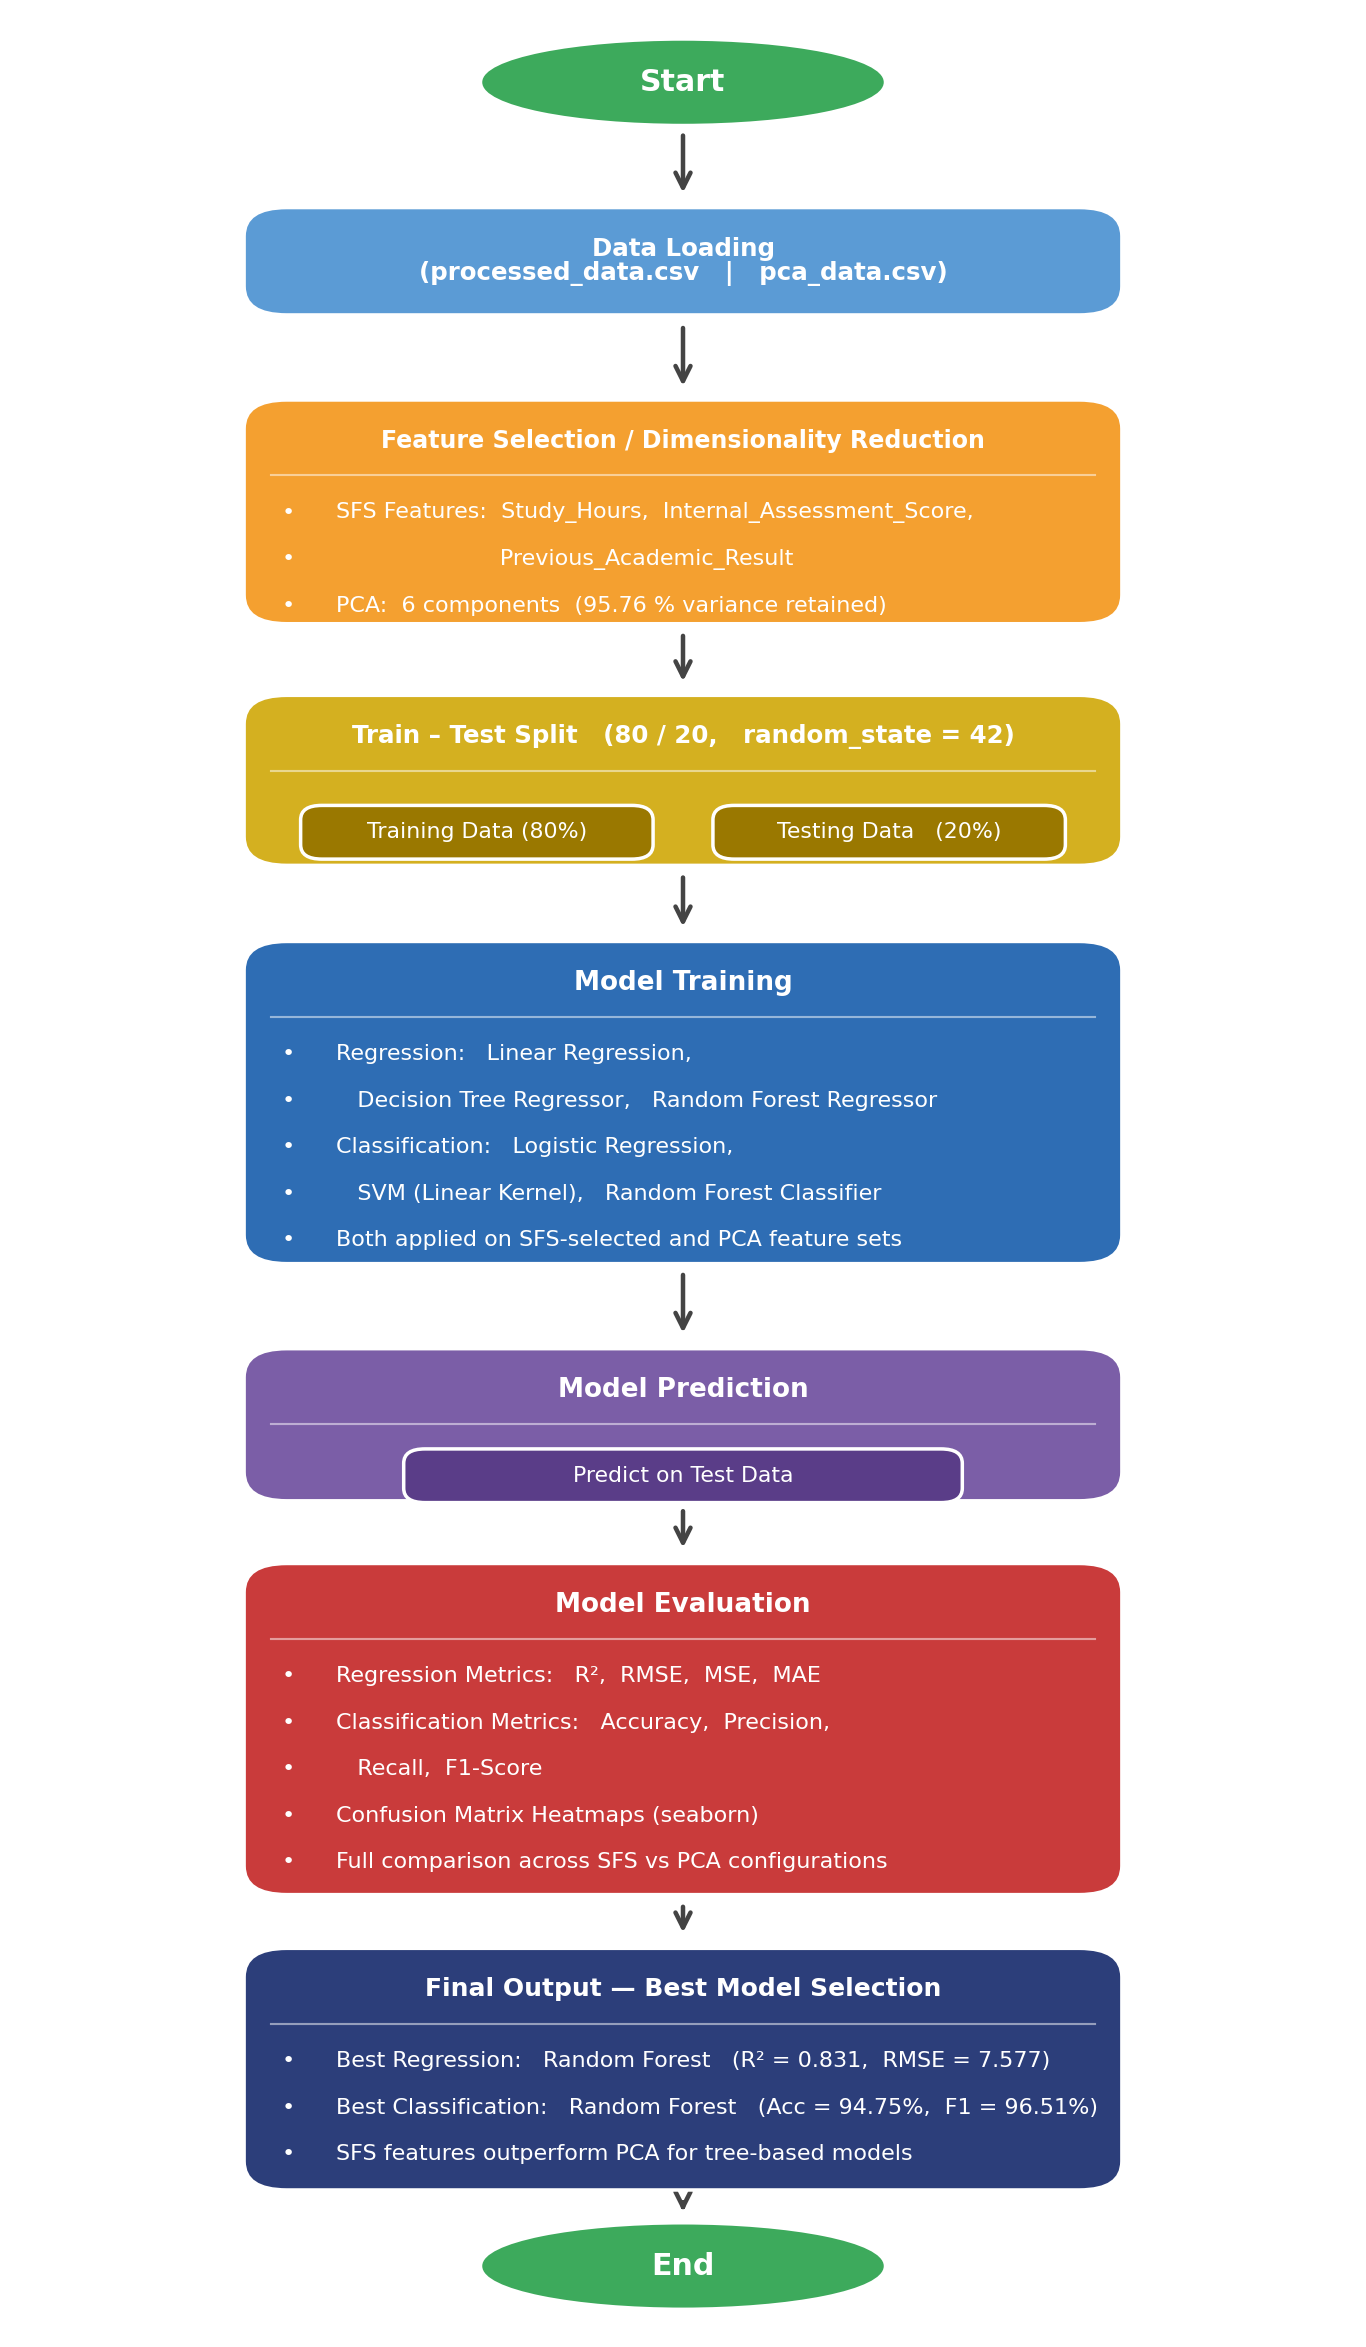 Start
Data Loading
(processed_data.csv | pca_data.csv)
Feature Selection / Dimensionality Reduction
• SFS Features: Study_Hours, Internal_Assessment_Score,
• Previous_Academic_Result
• PCA: 6 components (95.76 % variance retained)
Train – Test Split (80 / 20, random_state = 42)
Training Data (80%) Testing Data (20%)
Model Training
• Regression: Linear Regression,
• Decision Tree Regressor, Random Forest Regressor
• Classification: Logistic Regression,
• SVM (Linear Kernel), Random Forest Classifier
• Both applied on SFS-selected and PCA feature sets
Model Prediction
Predict on Test Data
Model Evaluation
• Regression Metrics: R², RMSE, MSE, MAE
• Classification Metrics: Accuracy, Precision,
• Recall, F1-Score
• Confusion Matrix Heatmaps (seaborn)
• Full comparison across SFS vs PCA configurations
Final Output — Best Model Selection
• Best Regression: Random Forest (R² = 0.831, RMSE = 7.577)
• Best Classification: Random Forest (Acc = 94.75%, F1 = 96.51%)
• SFS features outperform PCA for tree-based models
End